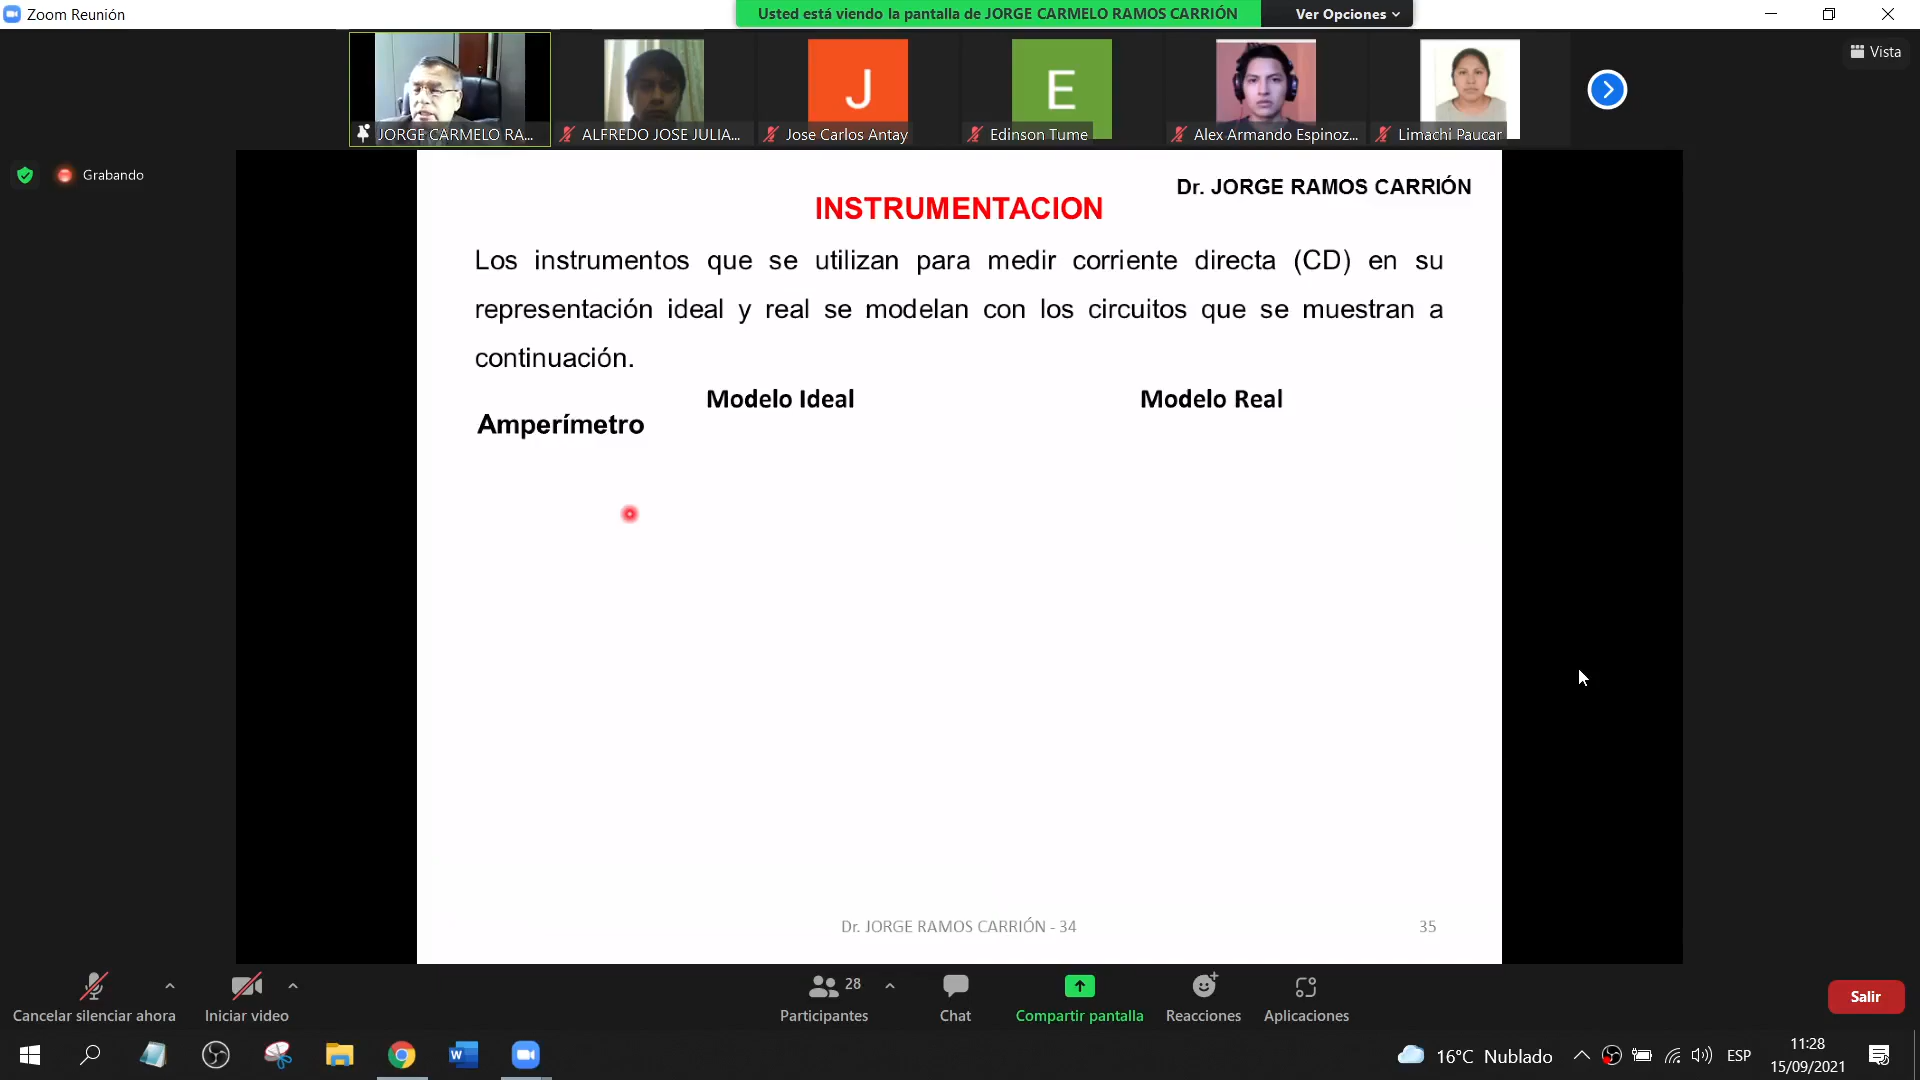 Zoom Reunión
Usted está viendo la pantalla de JORGE CARMELO RAMOS CARRIÓN
Ver Opciones
Vista
J
E
JORGE CARMELO RA...
ALFREDO JOSE JULIA...
Jose Carlos Antay
Edinson Tume
Alex Armando Espinoz...
Limachi Paucar
Grabando
Dr. JORGE RAMOS CARRIÓN
INSTRUMENTACION
Los instrumentos que se utilizan para medir corriente directa (CD) en su
representación ideal y real se modelan con los circuitos que se muestran a
continuación.
Modelo Ideal
Modelo Real
Amperímetro
Dr. JORGE RAMOS CARRIÓN - 34
35
Cancelar silenciar ahora
Iniciar video
28
Participantes
Chat
Compartir pantalla
Reacciones
Aplicaciones
Salir
W
16°C Nublado
ESP
11:28
15/09/2021